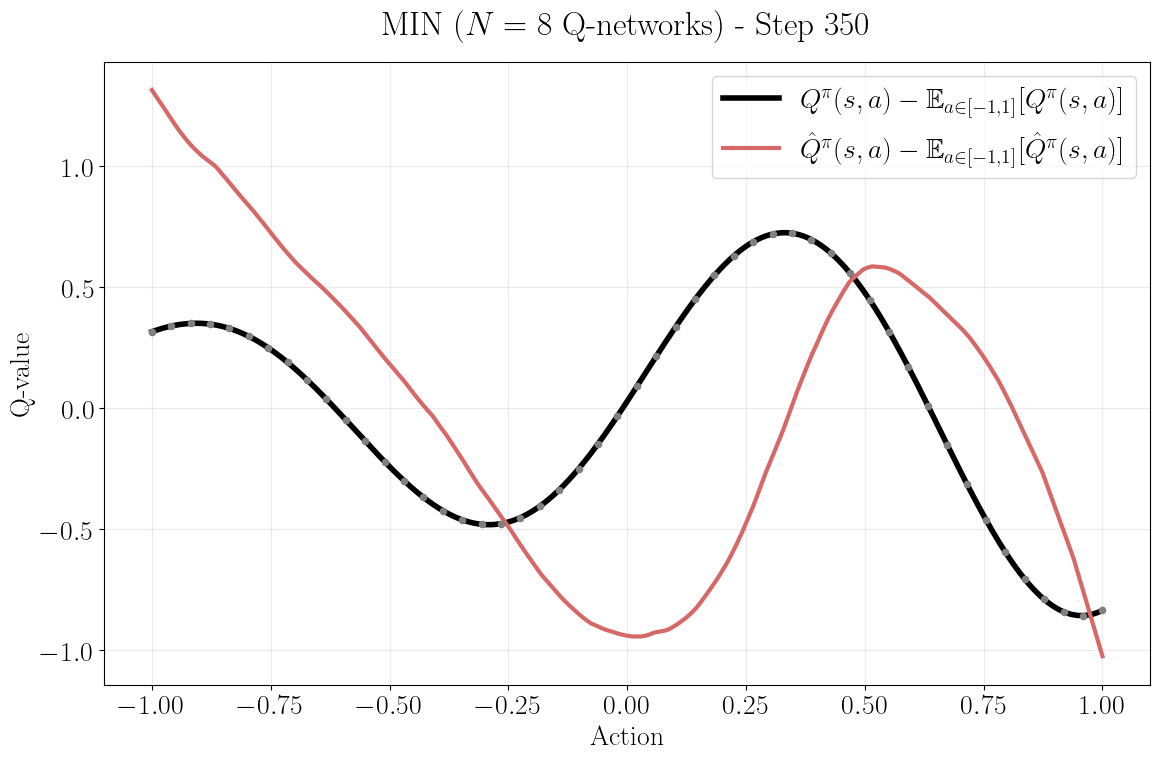 MIN (N = 8 Q-networks) - Step 350
Q^π(s, a) − 𝔼_{a∈[−1,1]}[Q^π(s, a)]
Q̂^π(s, a) − 𝔼_{a∈[−1,1]}[Q̂^π(s, a)]
Q-value
1.0
0.5
0.0
−0.5
−1.0
−1.00 −0.75 −0.50 −0.25 0.00 0.25 0.50 0.75 1.00
Action